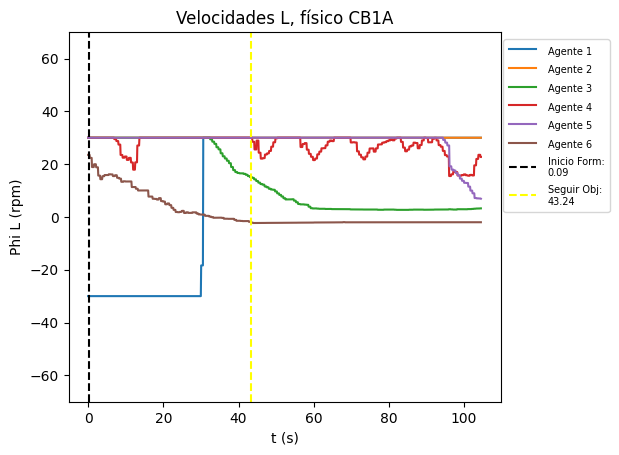 Velocidades L, físico CB1A
Phi L (rpm)
60
40
20
0
−20
−40
−60
0
20
40
60
80
100
t (s)
Agente 1
Agente 2
Agente 3
Agente 4
Agente 5
Agente 6
Inicio Form:
0.09
Seguir Obj:
43.24